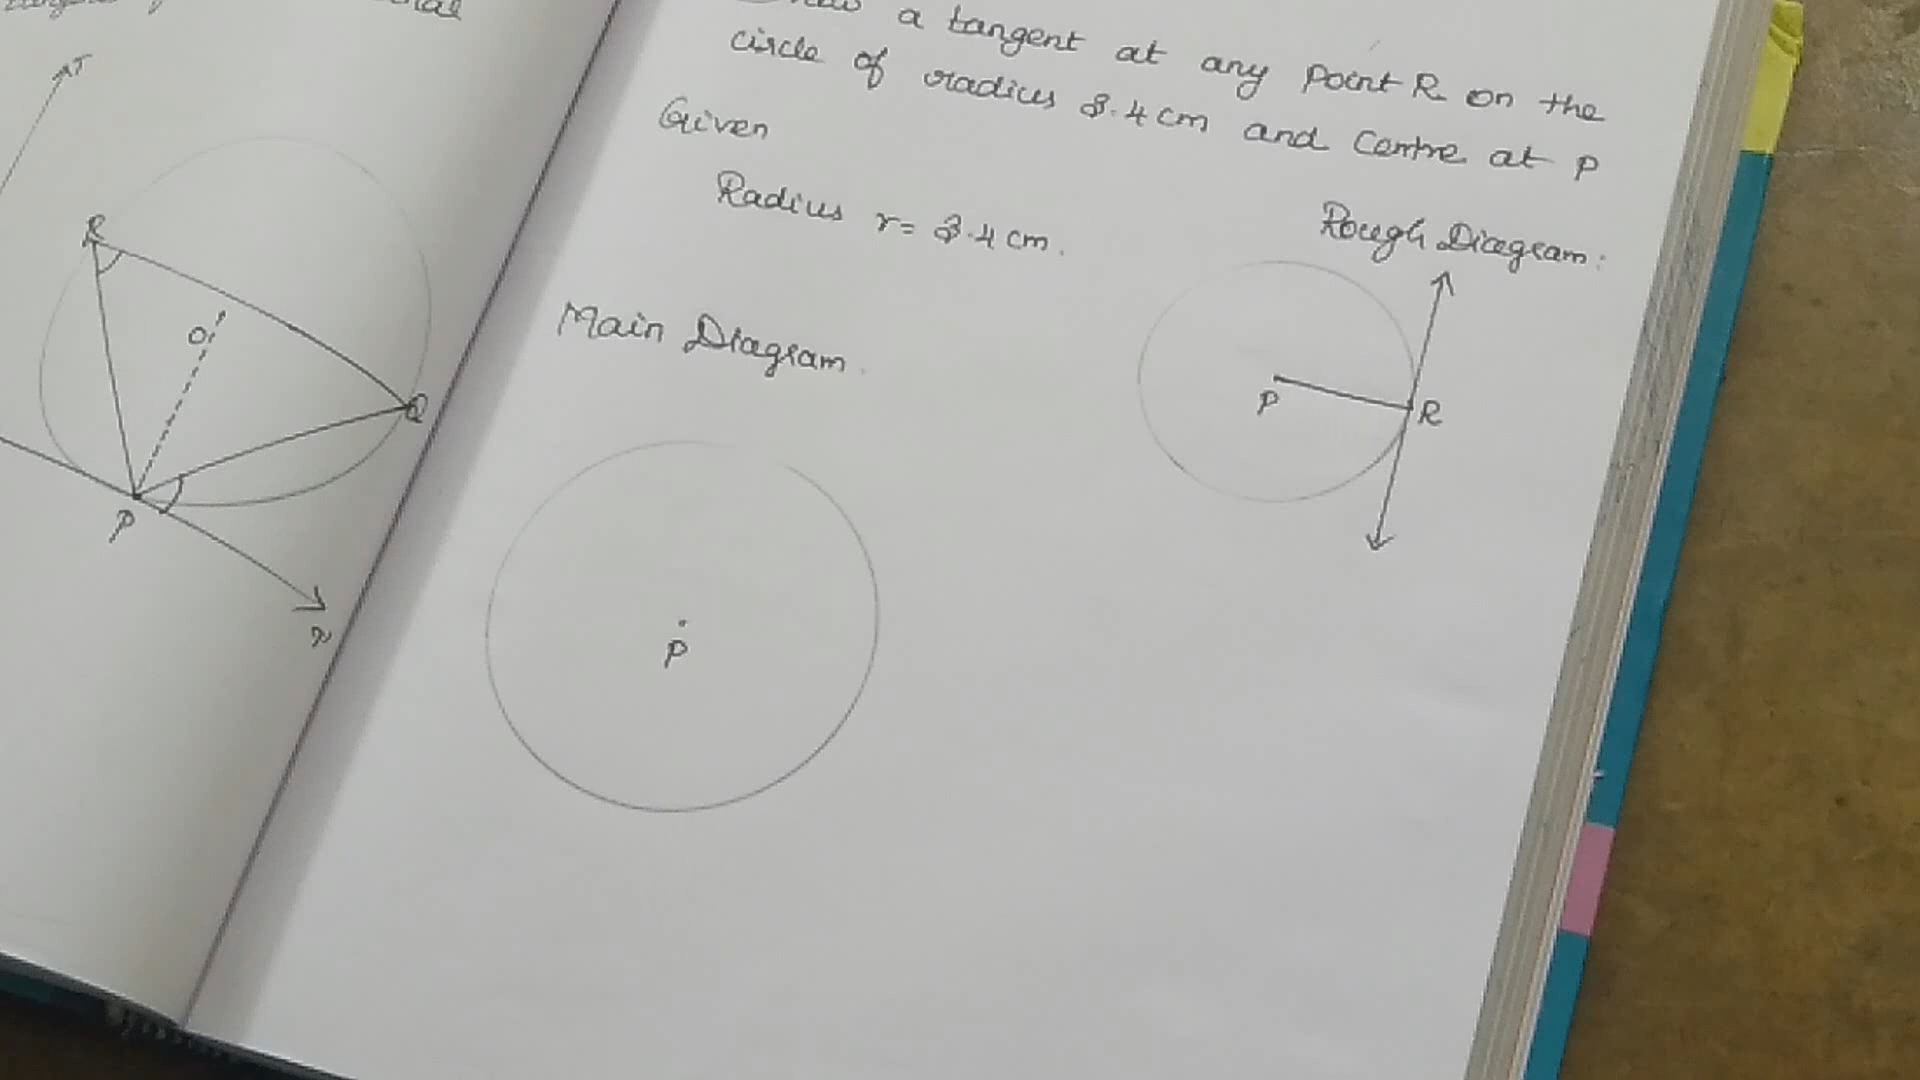 a tangent at any point R on the
circle of radius 3.4 cm and Centre at P
Given
Radius r = 3.4 cm.
Rough Diagram:
Main Diagram.
P
R
P
T
R
O
Q
P